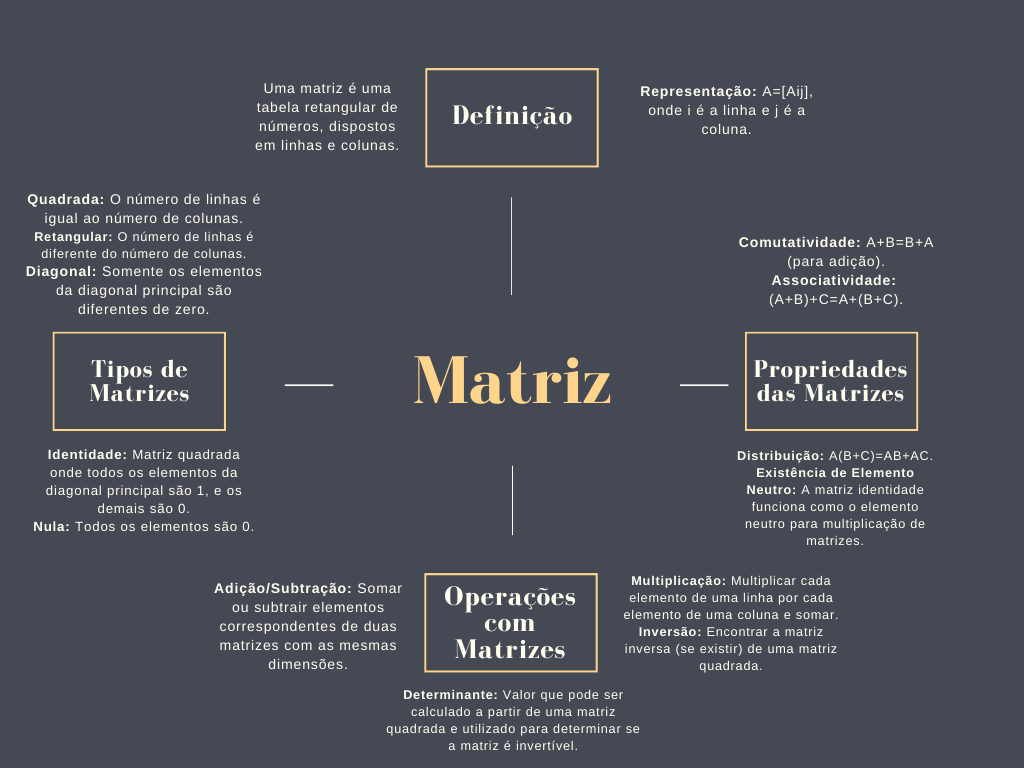 Uma matriz é uma
tabela retangular de
números, dispostos
em linhas e colunas.
Definição
Representação: A=[Aij],
onde i é a linha e j é a
coluna.
Quadrada: O número de linhas é
igual ao número de colunas.
Retangular: O número de linhas é
diferente do número de colunas.
Diagonal: Somente os elementos
da diagonal principal são
diferentes de zero.
Tipos de
Matrizes
Identidade: Matriz quadrada
onde todos os elementos da
diagonal principal são 1, e os
demais são 0.
Nula: Todos os elementos são 0.
Matriz
Comutatividade: A+B=B+A
(para adição).
Associatividade:
(A+B)+C=A+(B+C).
Propriedades
das Matrizes
Distribuição: A(B+C)=AB+AC.
Existência de Elemento
Neutro: A matriz identidade
funciona como o elemento
neutro para multiplicação de
matrizes.
Adição/Subtração: Somar
ou subtrair elementos
correspondentes de duas
matrizes com as mesmas
dimensões.
Operações
com
Matrizes
Multiplicação: Multiplicar cada
elemento de uma linha por cada
elemento de uma coluna e somar.
Inversão: Encontrar a matriz
inversa (se existir) de uma matriz
quadrada.
Determinante: Valor que pode ser
calculado a partir de uma matriz
quadrada e utilizado para determinar se
a matriz é invertível.